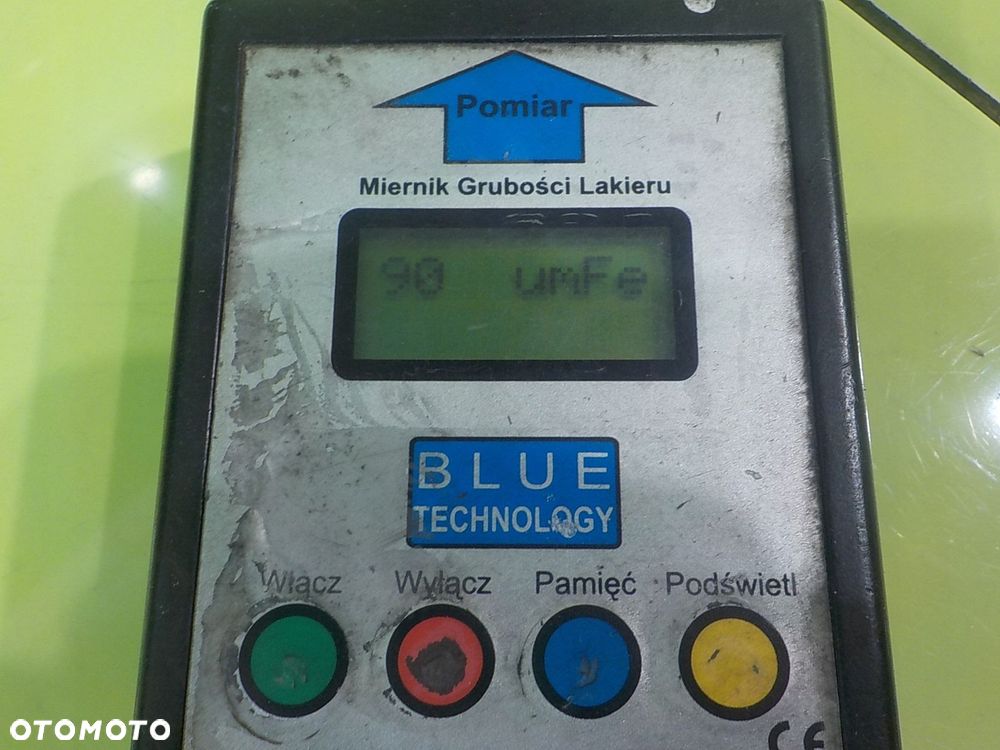 Pomiar
Miernik Grubości Lakieru
90 umFe
BLUE
TECHNOLOGY
Włącz Wyłącz Pamięć Podświetl
CE
OTOMOTO